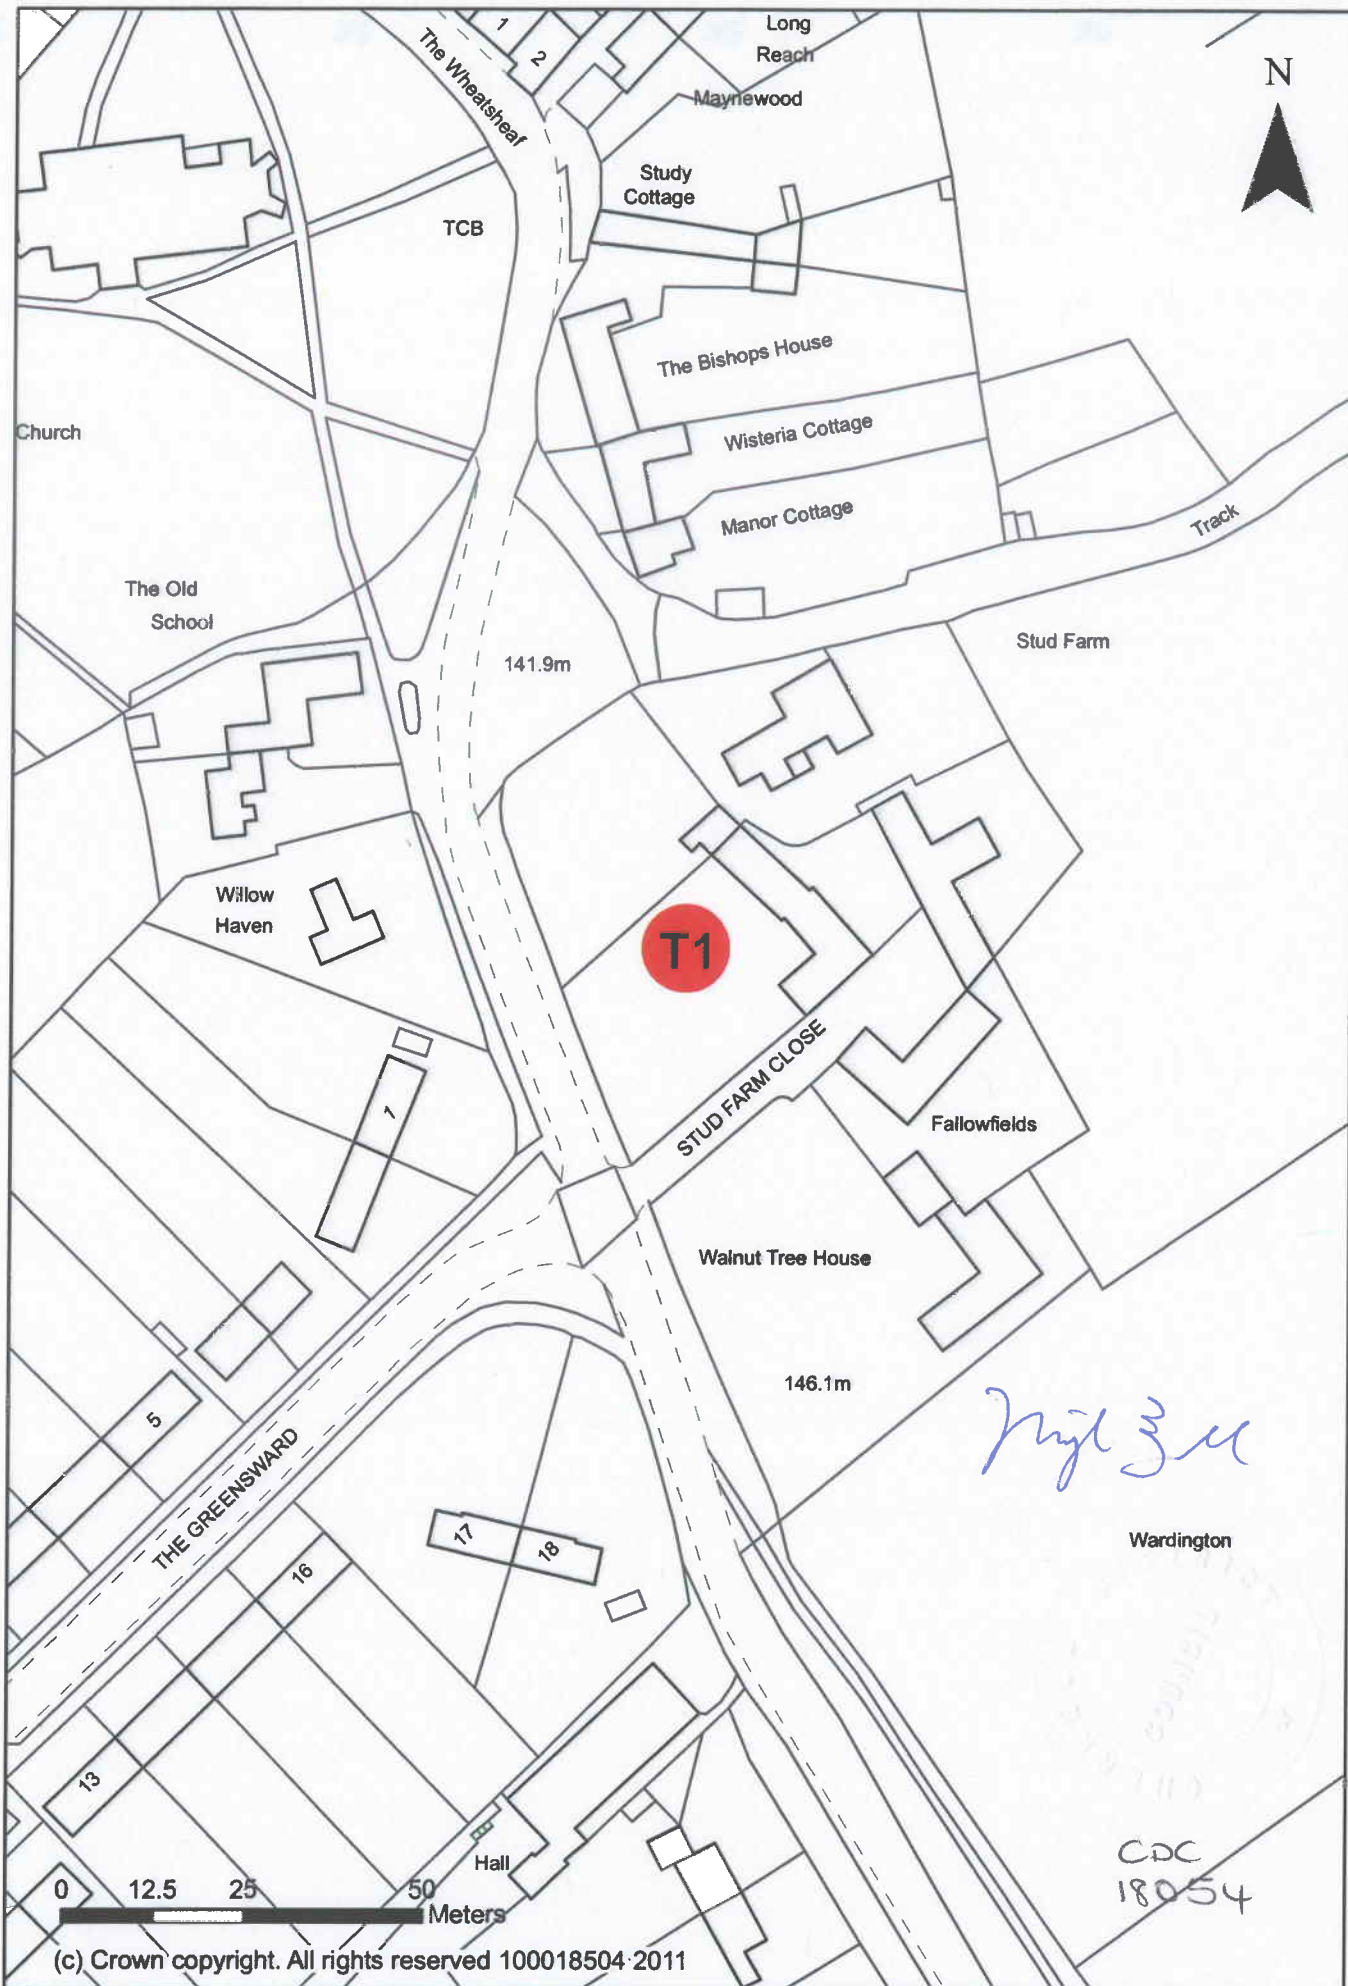 The Wheatsheaf
1
2
Long
Reach
Maynewood
N
Study
Cottage
TCB
The Bishops House
Church
Wisteria Cottage
Manor Cottage
Track
The Old
School
Stud Farm
141.9m
Willow
Haven
T1
STUD FARM CLOSE
1
Fallowfields
Walnut Tree House
146.1m
5
THE GREENSWARD
17
18
16
Wardington
13
Hall
CDC
18054
0 12.5 25 50
Meters
(c) Crown copyright. All rights reserved 100018504 2011